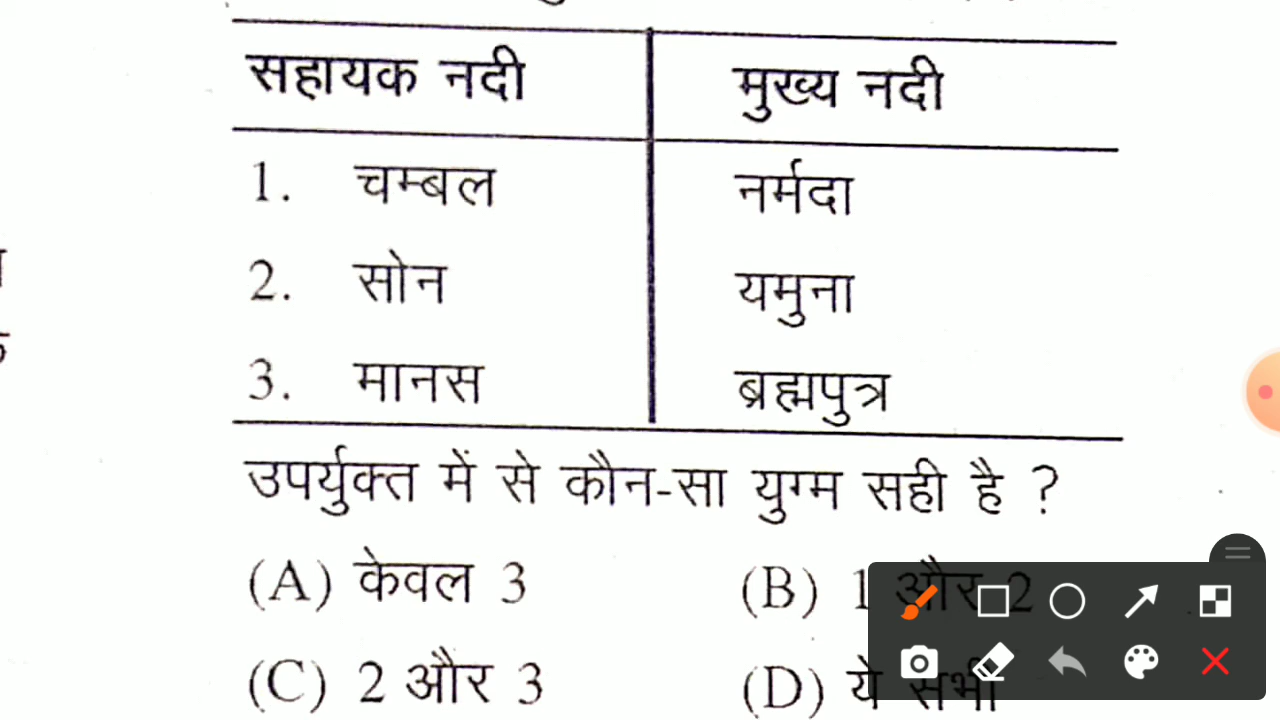 सहायक नदी मुख्य नदी
1. चम्बल नर्मदा
2. सोन यमुना
3. मानस ब्रह्मपुत्र
उपर्युक्त में से कौन-सा युग्म सही है ?
(A) केवल 3 (B) 1 और 2
(C) 2 और 3 (D) ये सभी